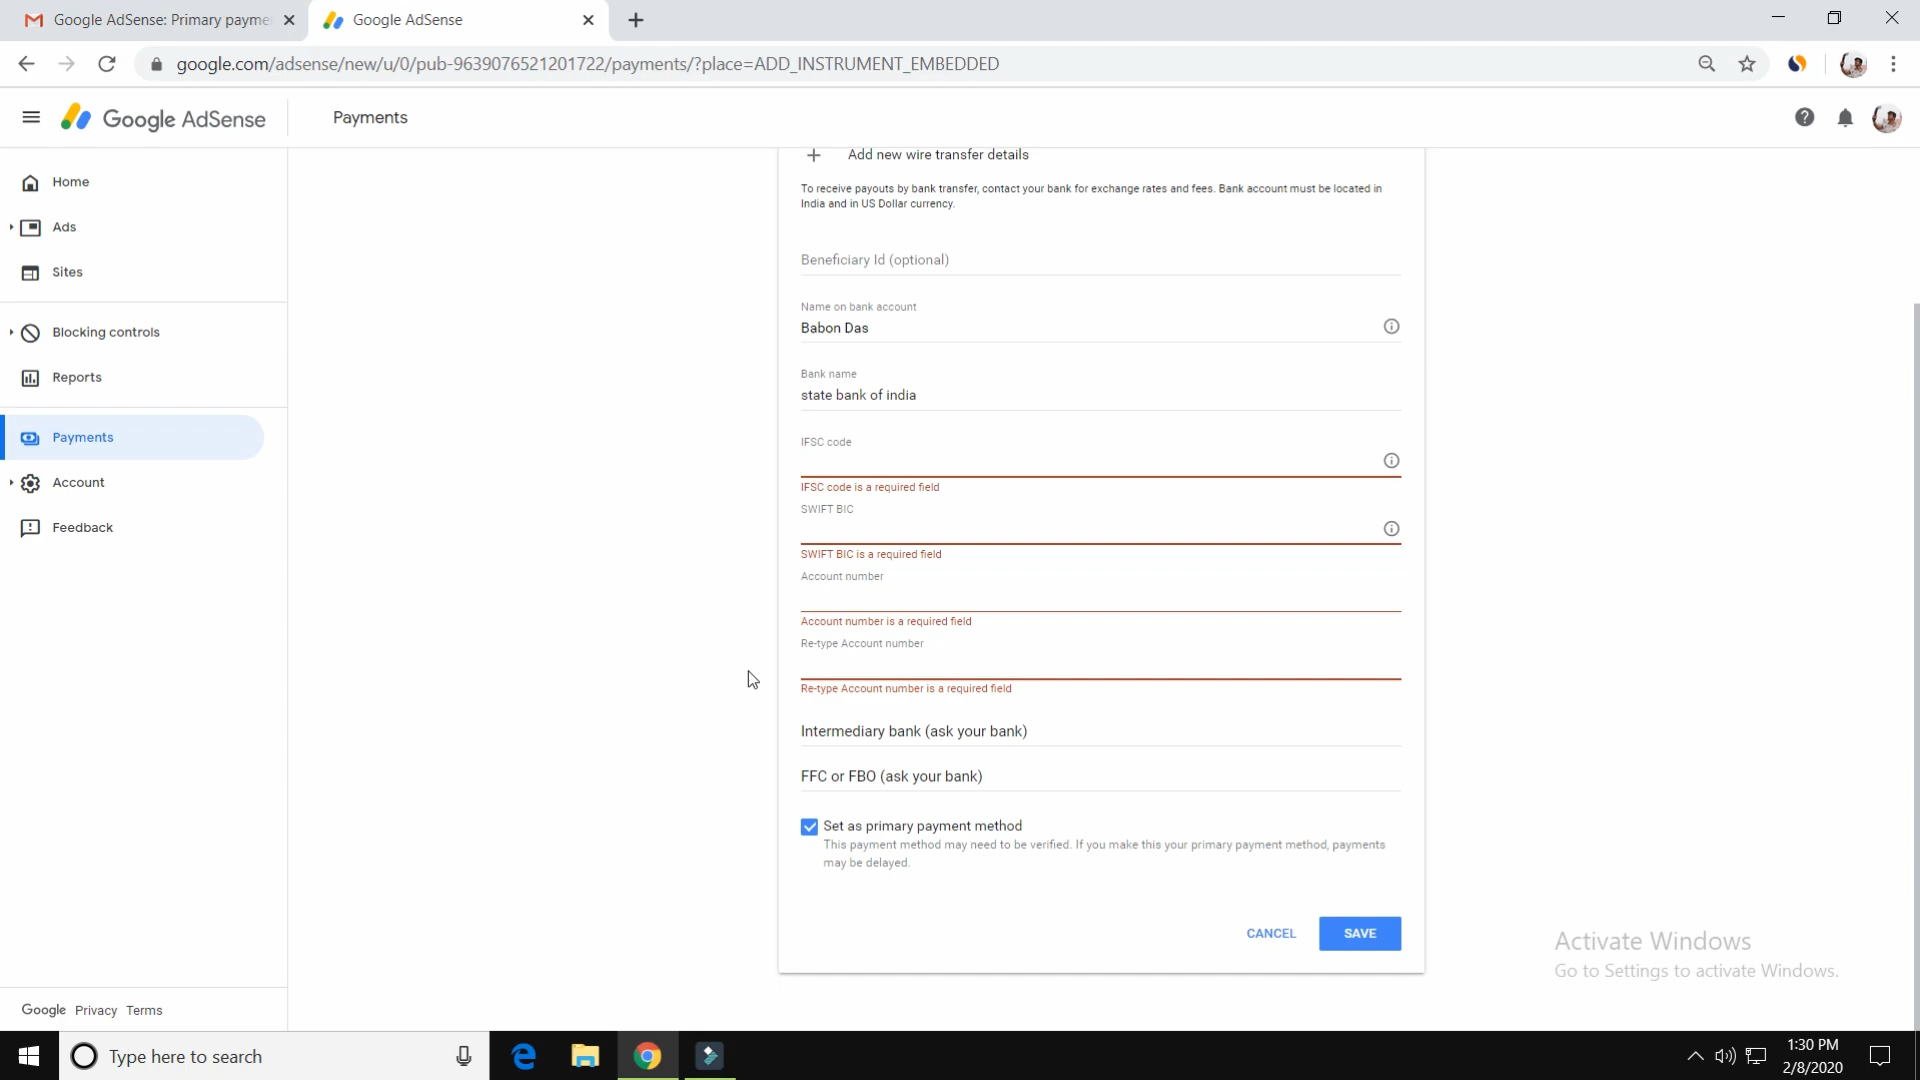 Google AdSense: Primary payme
Google AdSense
google.com/adsense/new/u/0/pub-9639076521201722/payments/?place=ADD_INSTRUMENT_EMBEDDED
Google AdSense
Payments
Home
Ads
Sites
Blocking controls
Reports
Payments
Account
Feedback
Google Privacy Terms
Add new wire transfer details
To receive payouts by bank transfer, contact your bank for exchange rates and fees. Bank account must be located in
India and in US Dollar currency.
Beneficiary Id (optional)
Name on bank account
Babon Das
Bank name
state bank of india
IFSC code
IFSC code is a required field
SWIFT BIC
SWIFT BIC is a required field
Account number
Account number is a required field
Re-type Account number
Re-type Account number is a required field
Intermediary bank (ask your bank)
FFC or FBO (ask your bank)
Set as primary payment method
This payment method may need to be verified. If you make this your primary payment method, payments
may be delayed.
CANCEL
SAVE
Activate Windows
Go to Settings to activate Windows.
Type here to search
1:30 PM
2/8/2020